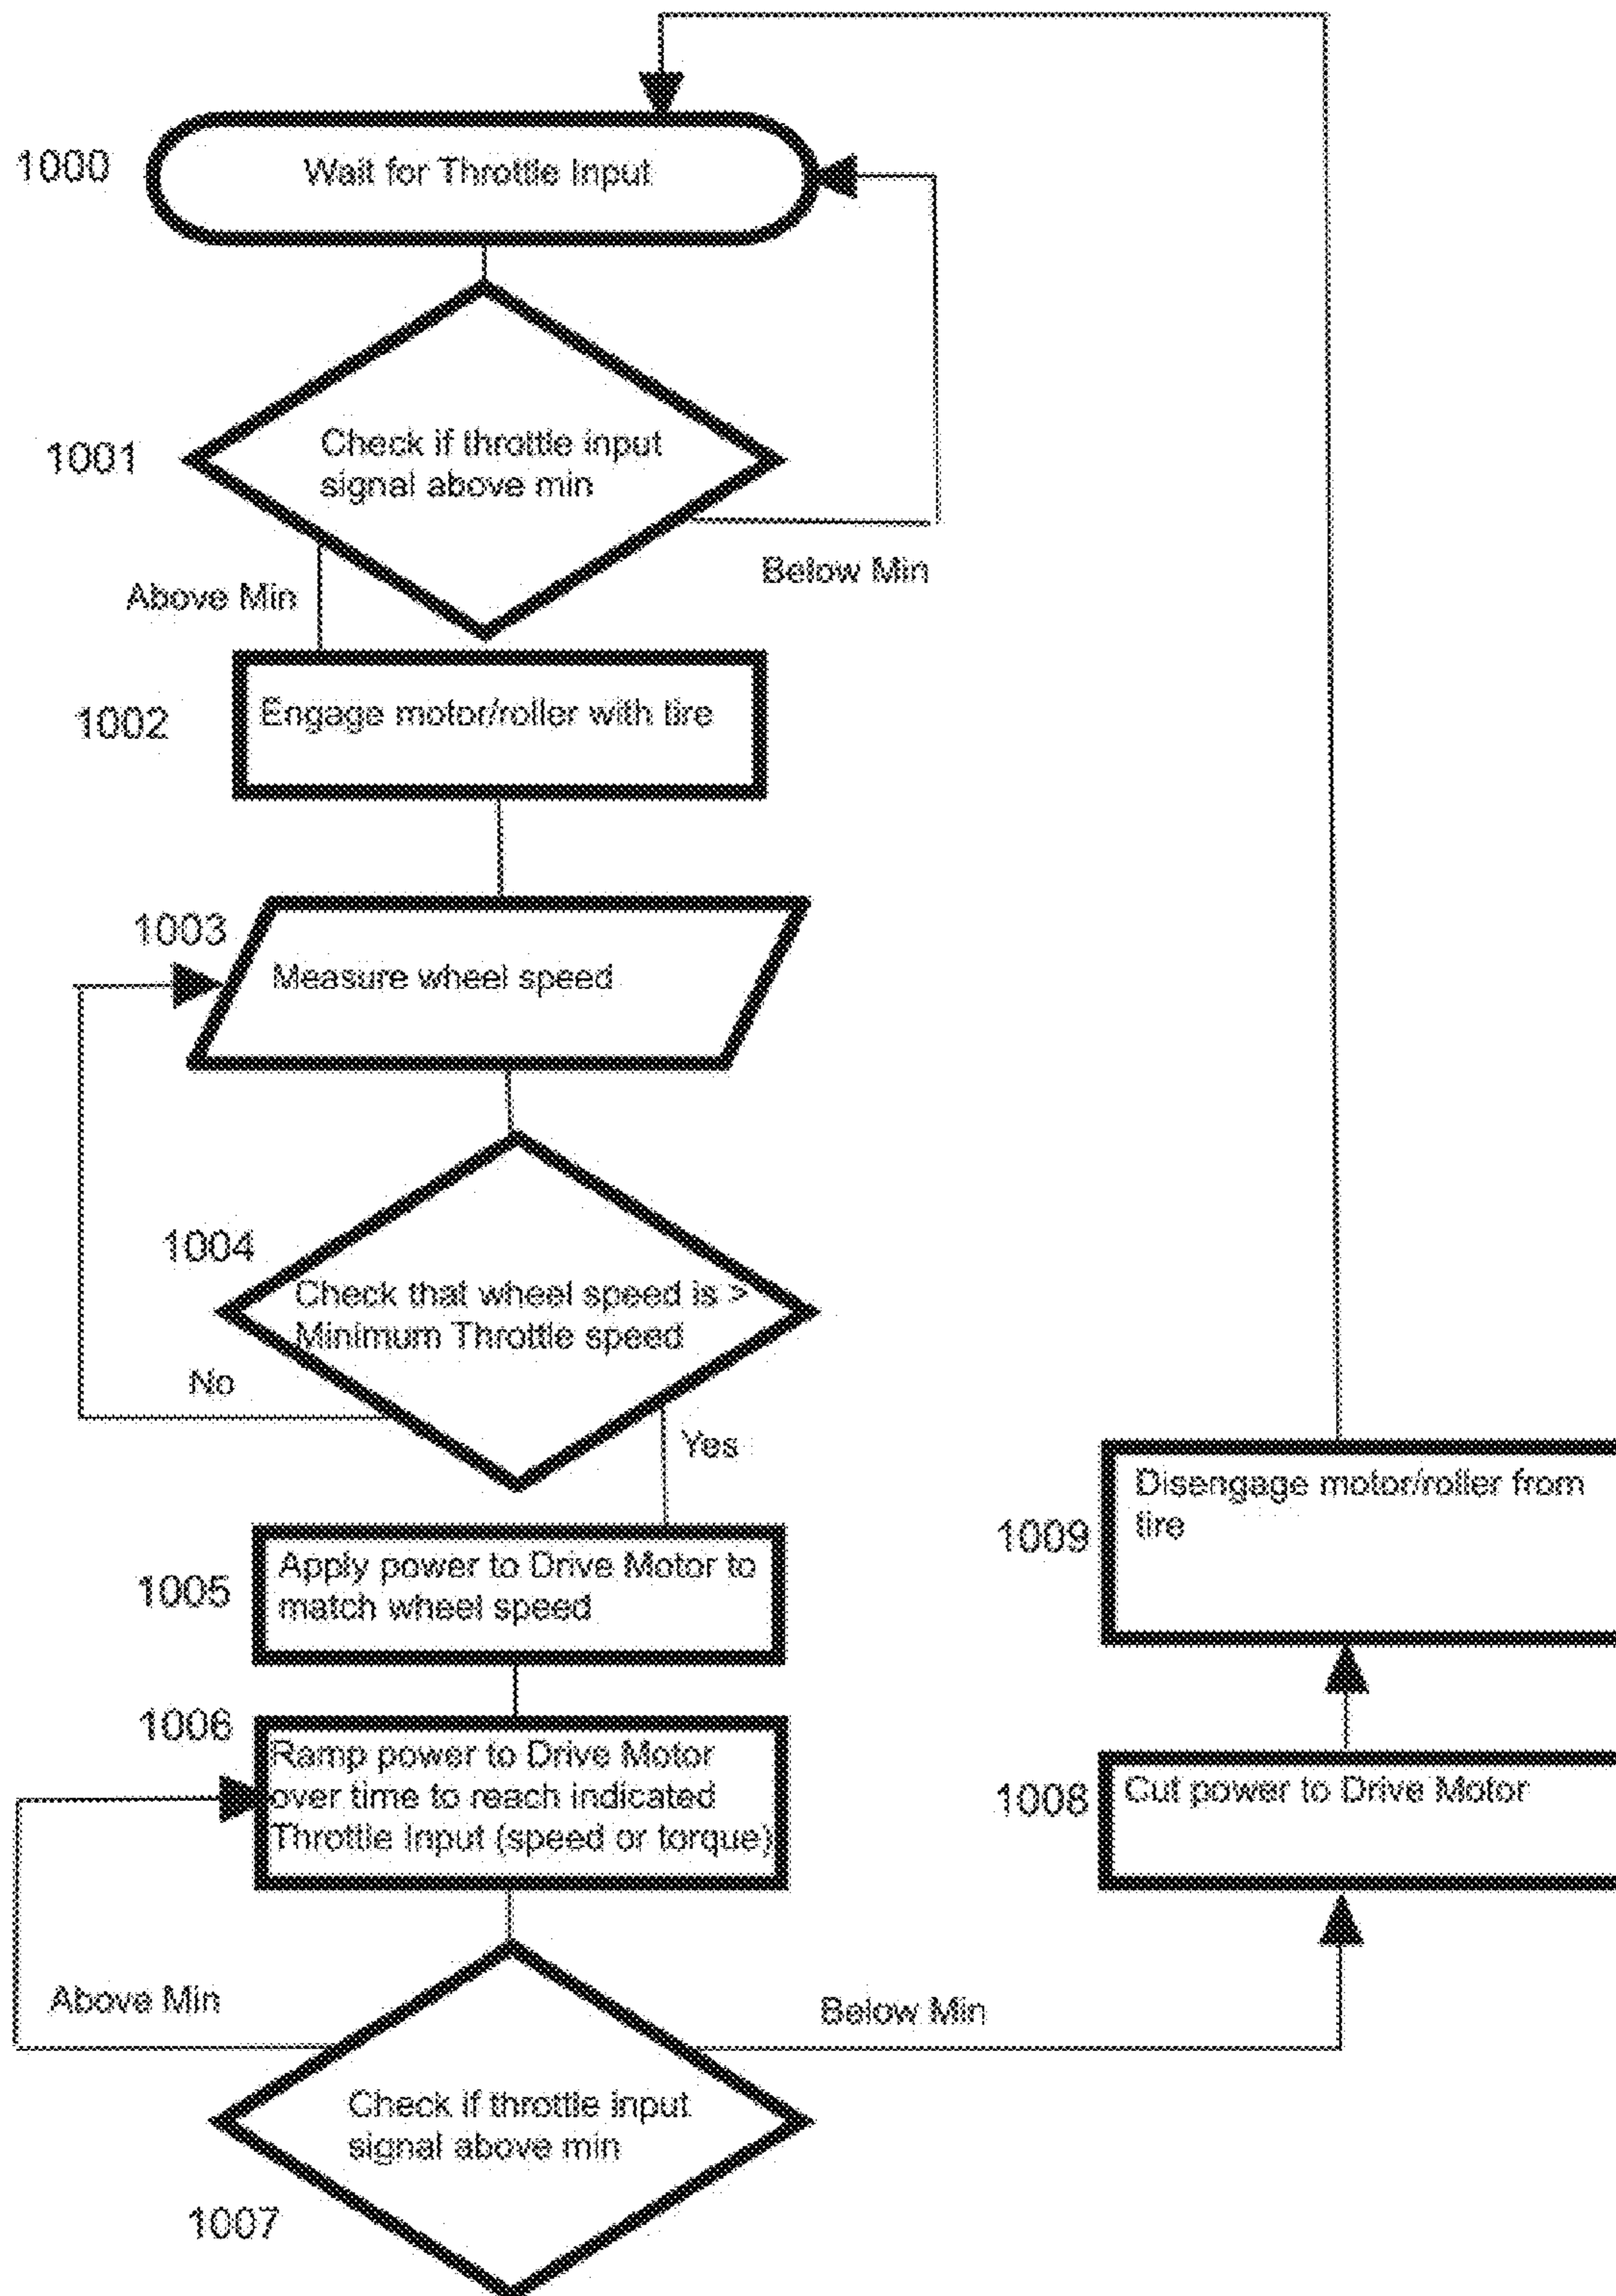 1000
Wait for Throttle Input
1001
Check if throttle input
signal above min
Below Min
Above Min
1002
Engage motor/roller with tire
1003
Measure wheel speed
1004
Check that wheel speed is >
Minimum Throttle speed
No
Yes
1005
Apply power to Drive Motor to
match wheel speed
1006
Ramp power to Drive Motor
over time to reach indicated
Throttle Input (speed or torque)
Above Min
Below Min
Check if throttle input
signal above min
1007
1008
Cut power to Drive Motor
1009
Disengage motor/roller from
tire